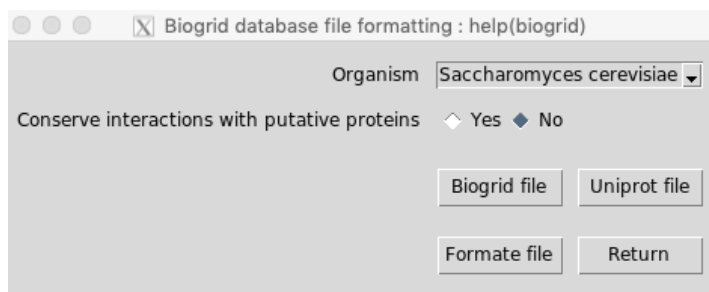 Biogrid database file formatting : help(biogrid)
Organism Saccharomyces cerevisiae
Conserve interactions with putative proteins Yes No
Biogrid file Uniprot file
Formate file Return